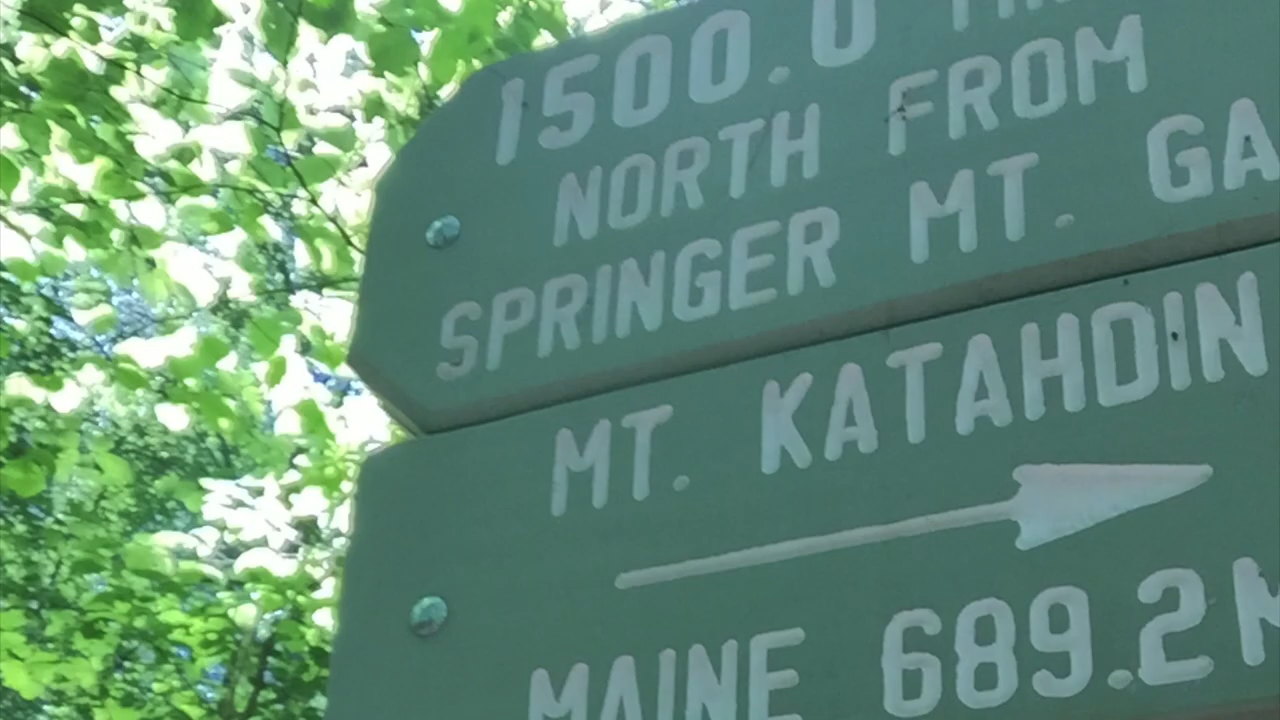 1500.0
NORTH FROM
SPRINGER MT. GA
MT. KATAHDIN
MAINE 689.2